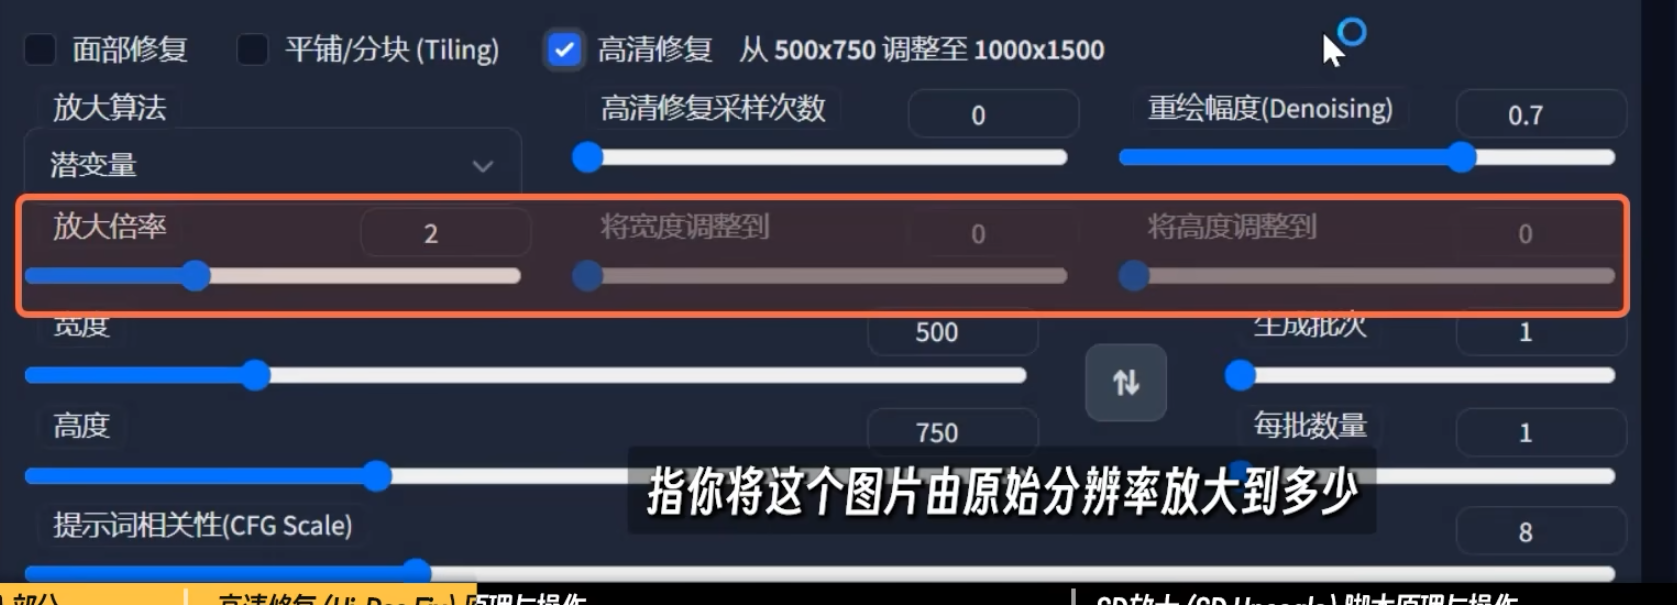 面部修复 平铺/分块 (Tiling) 高清修复 从 500x750 调整至 1000x1500
放大算法 高清修复采样次数 0 重绘幅度(Denoising) 0.7
潜变量
放大倍率 2 将宽度调整到 0 将高度调整到 0
宽度 500 生成批次 1
高度 750 每批数量 1
指你将这个图片由原始分辨率放大到多少
提示词相关性(CFG Scale) 8
部分 高清修复 (Hi-Res Fix) 原理与操作 SD放大 (SD Upscale) 脚本原理与操作